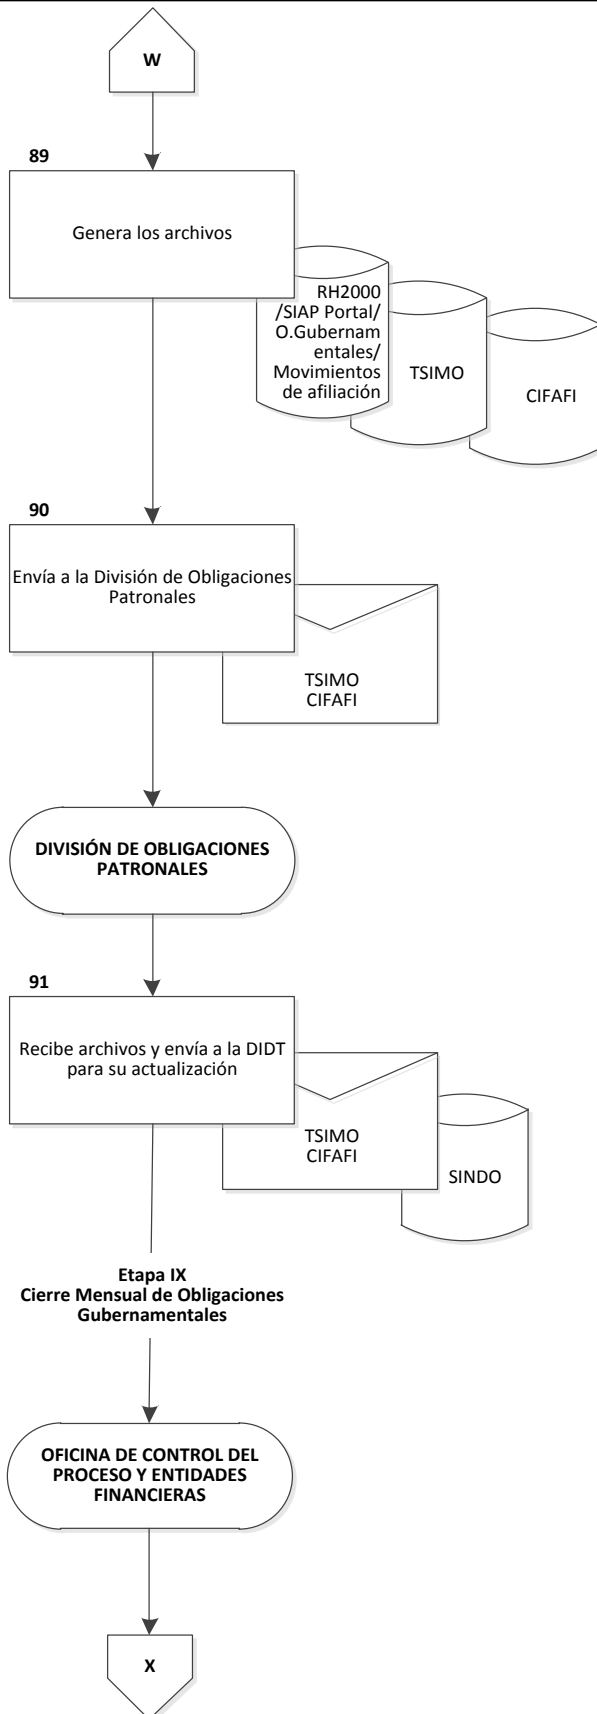 W
89
Genera los archivos
RH2000
/SIAP Portal/
O.Gubernam
entales/
Movimientos
de afiliación
TSIMO
CIFAFI
90
Envía a la División de Obligaciones
Patronales
TSIMO
CIFAFI
DIVISIÓN DE OBLIGACIONES
PATRONALES
91
Recibe archivos y envía a la DIDT
para su actualización
TSIMO
CIFAFI
SINDO
Etapa IX
Cierre Mensual de Obligaciones
Gubernamentales
OFICINA DE CONTROL DEL
PROCESO Y ENTIDADES
FINANCIERAS
X